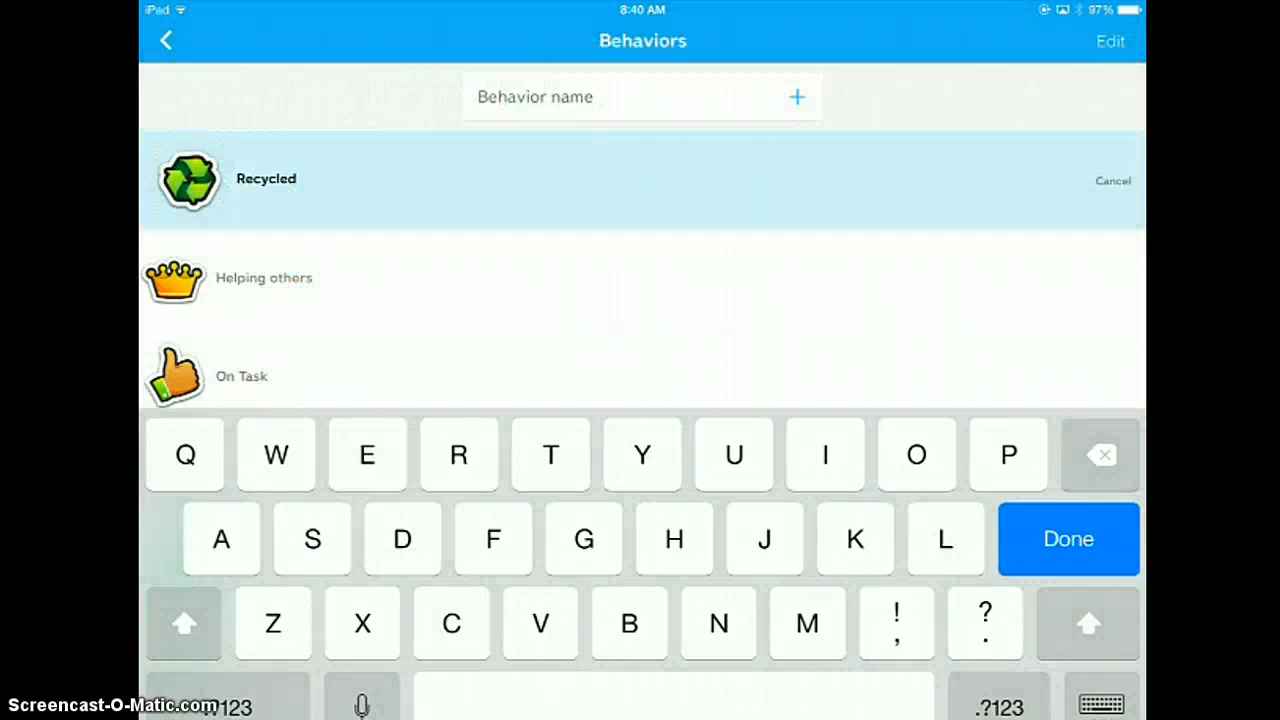 iPad 8:40 AM 97%
Behaviors Edit
Behavior name +
Recycled Cancel
Helping others
On Task
Q W E R T Y U I O P
A S D F G H J K L Done
Z X C V B N M ! , ? .
Screencast-O-Matic.com .?123 .?123